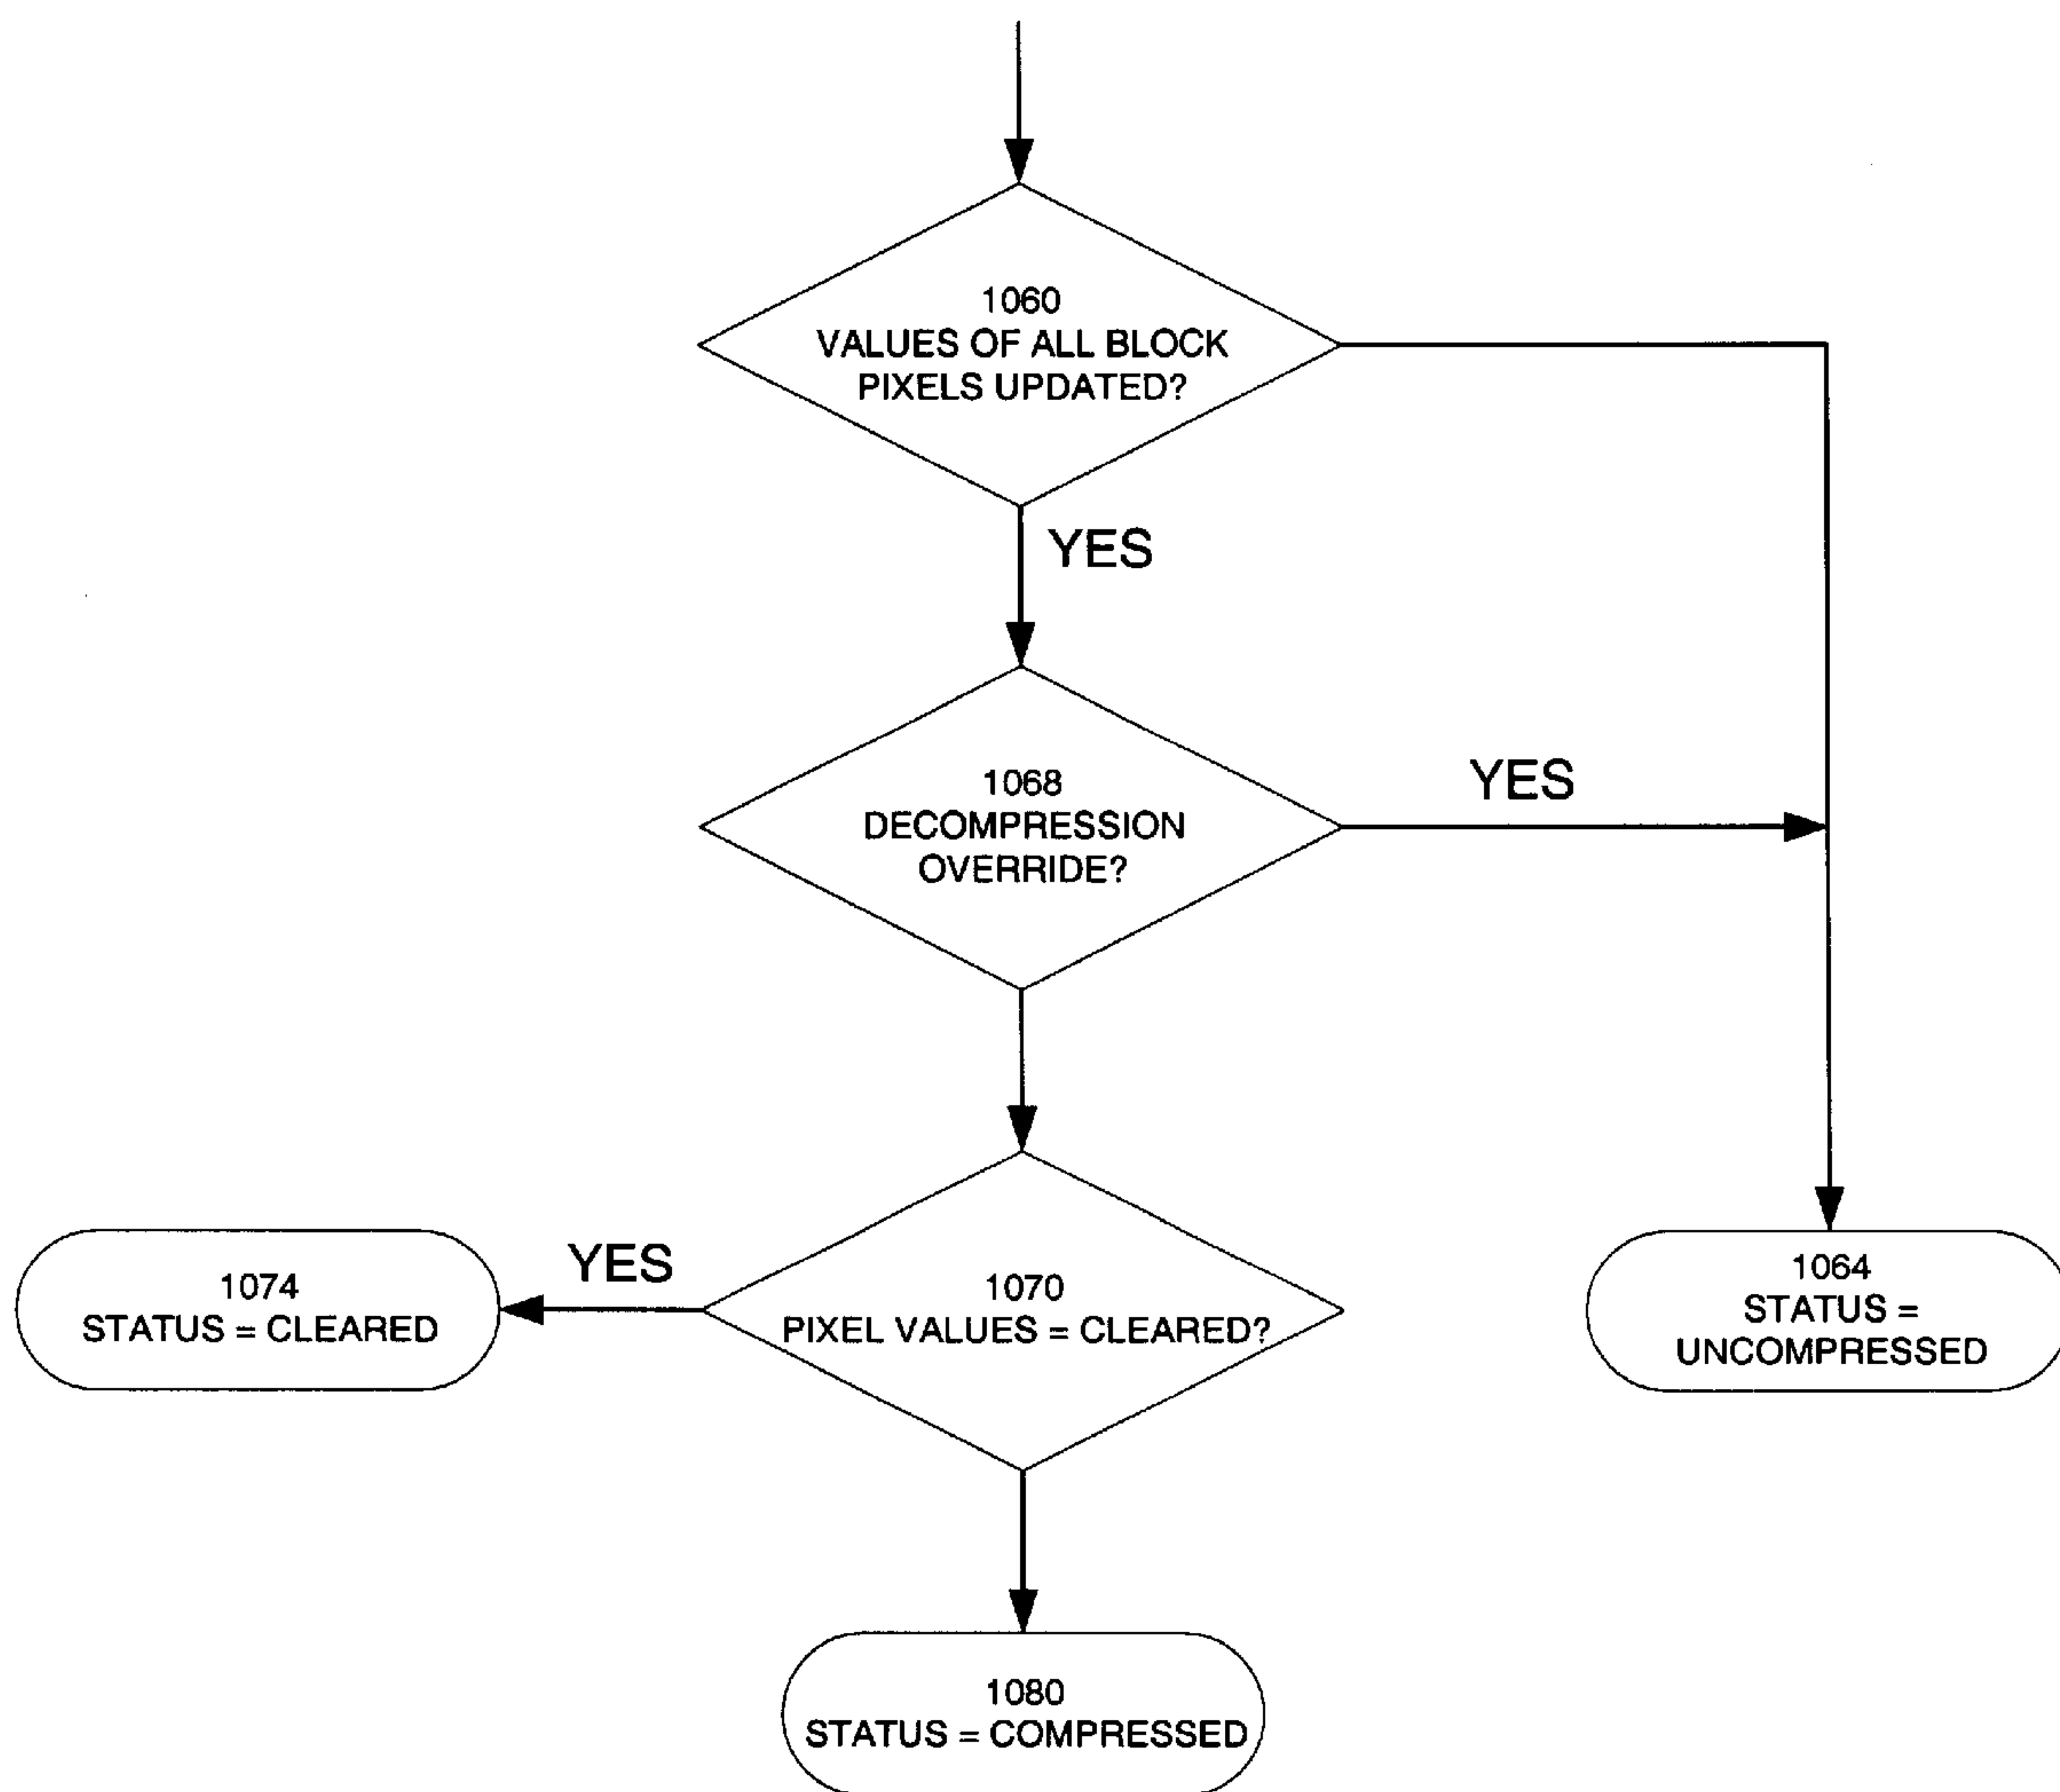 1060
VALUES OF ALL BLOCK
PIXELS UPDATED?
YES
1068
DECOMPRESSION
OVERRIDE?
YES
1070
PIXEL VALUES = CLEARED?
YES
1074
STATUS = CLEARED
1064
STATUS =
UNCOMPRESSED
1080
STATUS = COMPRESSED